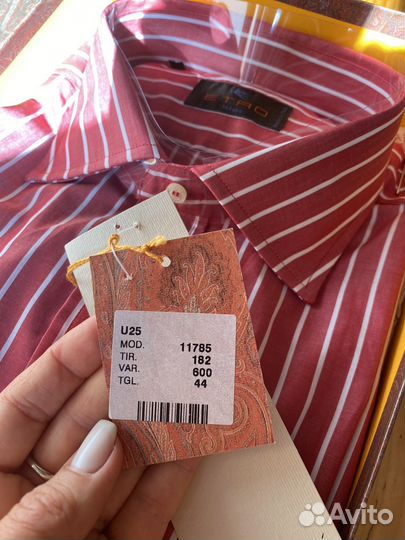 ETRO
U25
MOD. 11785
TIR. 182
VAR. 600
TGL. 44
Avito